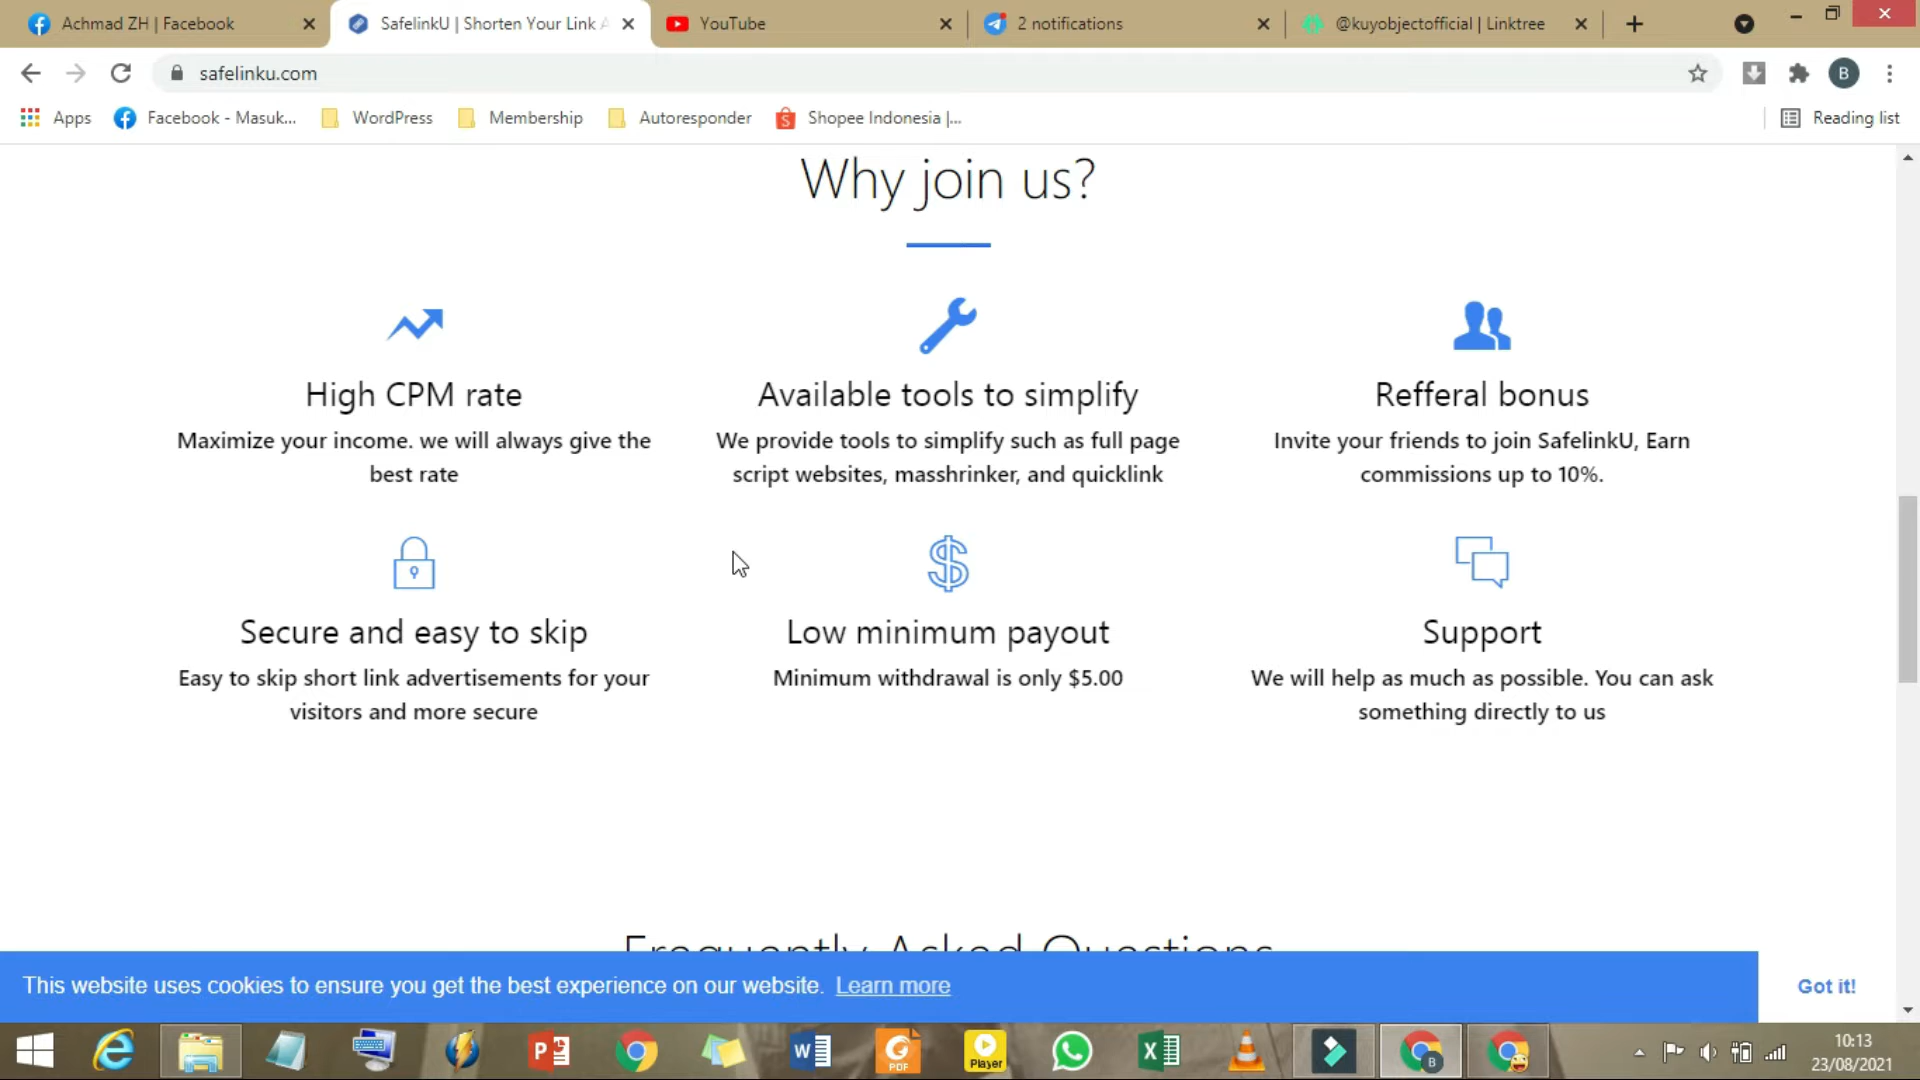 Achmad ZH | Facebook
SafelinkU | Shorten Your Link
YouTube
2 notifications
@kuyobjectofficial | Linktree
safelinku.com
B
Apps
Facebook - Masuk...
WordPress
Membership
Autoresponder
Shopee Indonesia |...
Reading list
Why join us?
High CPM rate
Maximize your income. we will always give the
best rate
Available tools to simplify
We provide tools to simplify such as full page
script websites, masshrinker, and quicklink
Refferal bonus
Invite your friends to join SafelinkU, Earn
commissions up to 10%.
Secure and easy to skip
Easy to skip short link advertisements for your
visitors and more secure
Low minimum payout
Minimum withdrawal is only $5.00
Support
We will help as much as possible. You can ask
something directly to us
Frequently Asked Questions
This website uses cookies to ensure you get the best experience on our website. Learn more
Got it!
PDF
Player
B
10:13
23/08/2021